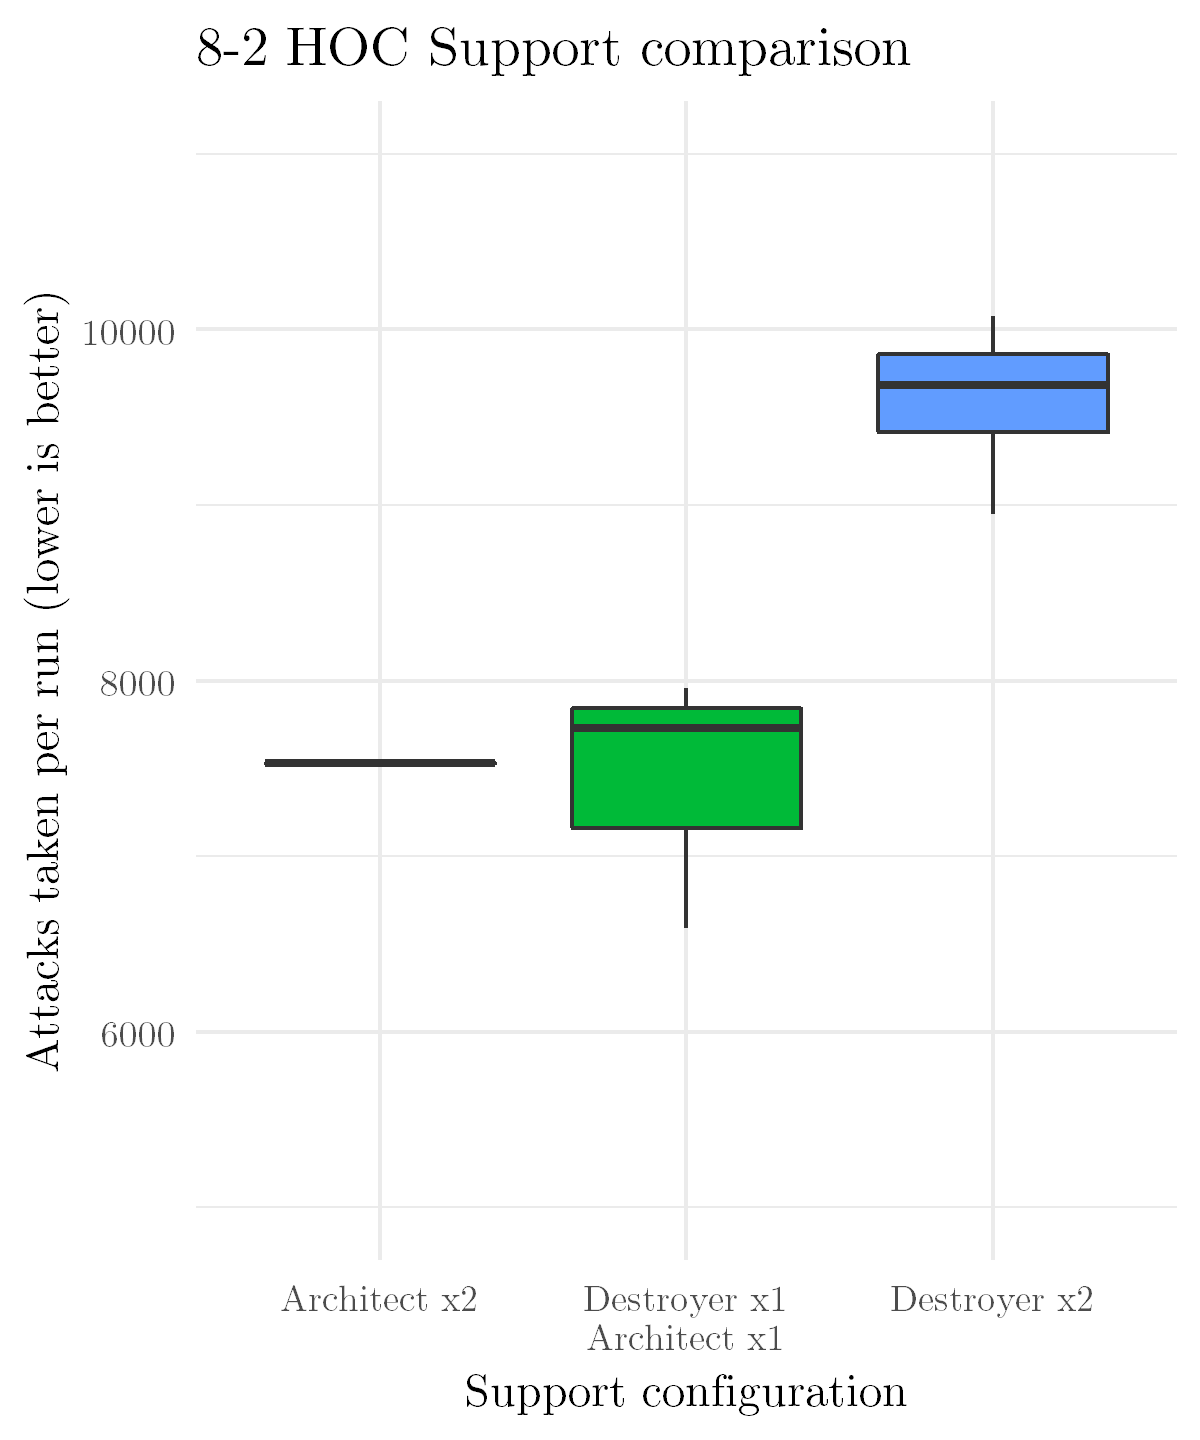 8-2 HOC Support comparison
Attacks taken per run (lower is better)
10000
8000
6000
Architect x2
Destroyer x1
Architect x1
Destroyer x2
Support configuration